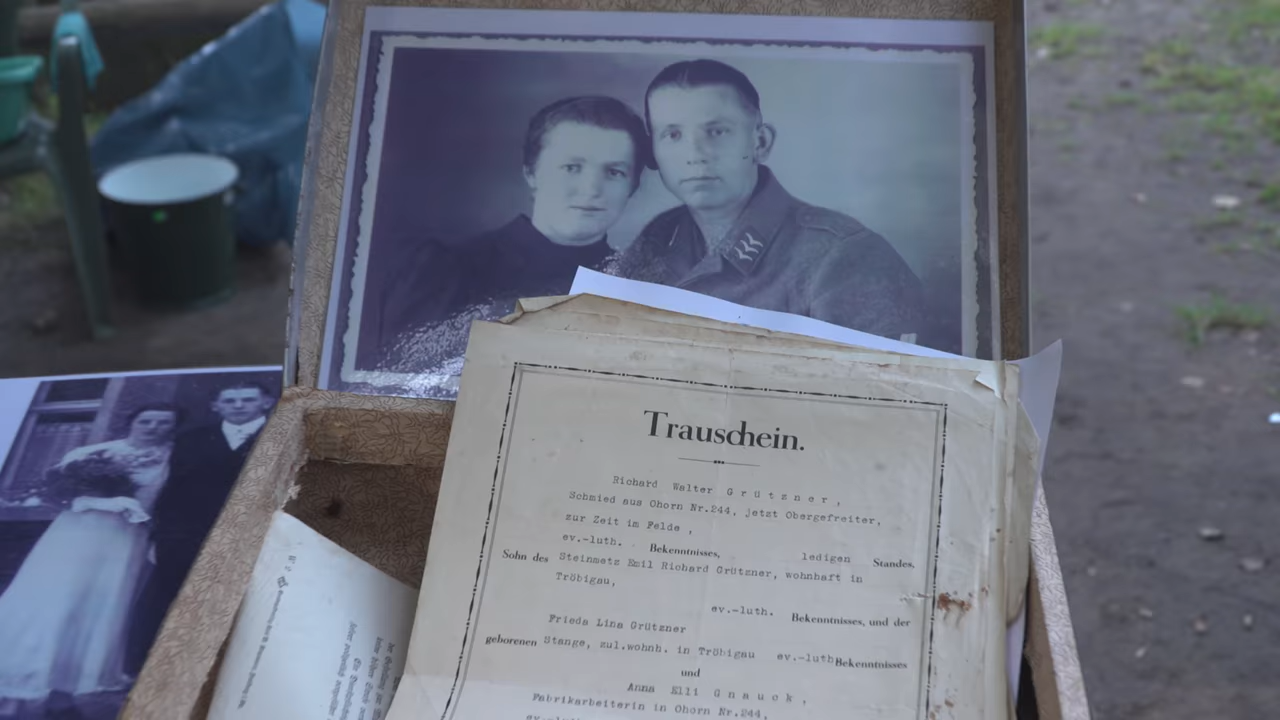 Trauschein.
Richard Walter Grützner,
Schmied aus Ohorn Nr.244, jetzt Obergefreiter,
zur Zeit im Felde ,
ev.-luth. Bekenntnisses, ledigen Standes,
Sohn des Steinmetz Emil Richard Grützner, wohnhaft in
Tröbigau,
ev.-luth. Bekenntnisses, und der
Frieda Lina Grützner
geborenen Stange, zul.wohnh. in Tröbigau ev.-luth Bekenntnisses
und
Anna Elli Gnauck,
Fabrikarbeiterin in Ohorn Nr.244,
ev.-luth.